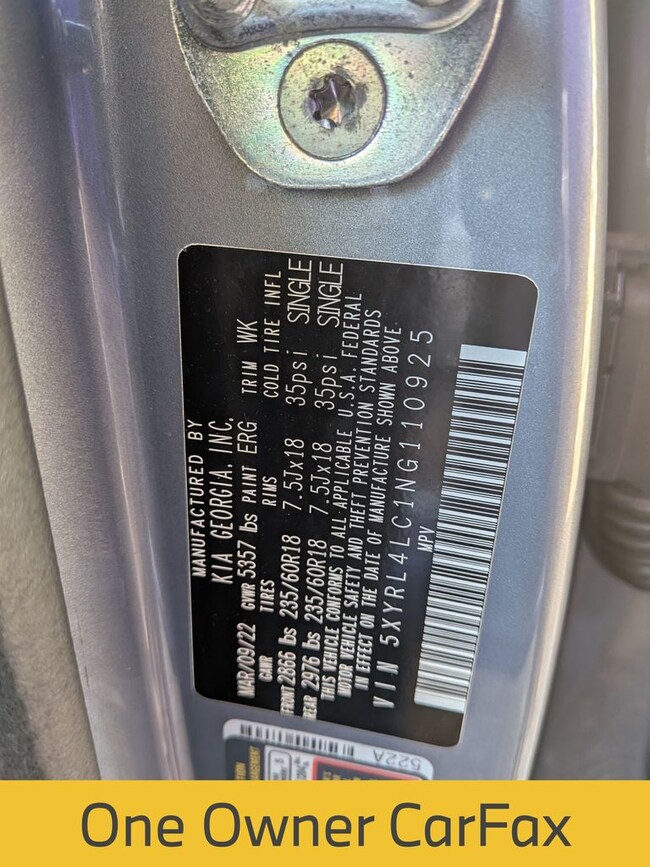 MANUFACTURED BY
KIA GEORGIA, INC.
MAR/09/22 GVWR 5357 lbs PAINT ERG TRIM WK
GAWR TIRES RIMS COLD TIRE INFL
FRONT 2866 lbs 235/60R18 7.5Jx18 35psi SINGLE
REAR 2976 lbs 235/60R18 7.5Jx18 35psi SINGLE
THIS VEHICLE CONFORMS TO ALL APPLICABLE U.S.A. FEDERAL
MOTOR VEHICLE SAFETY AND THEFT PREVENTION STANDARDS
IN EFFECT ON THE DATE OF MANUFACTURE SHOWN ABOVE.
VIN 5XYRL4LC1NG110925
MPV
522A
One Owner CarFax